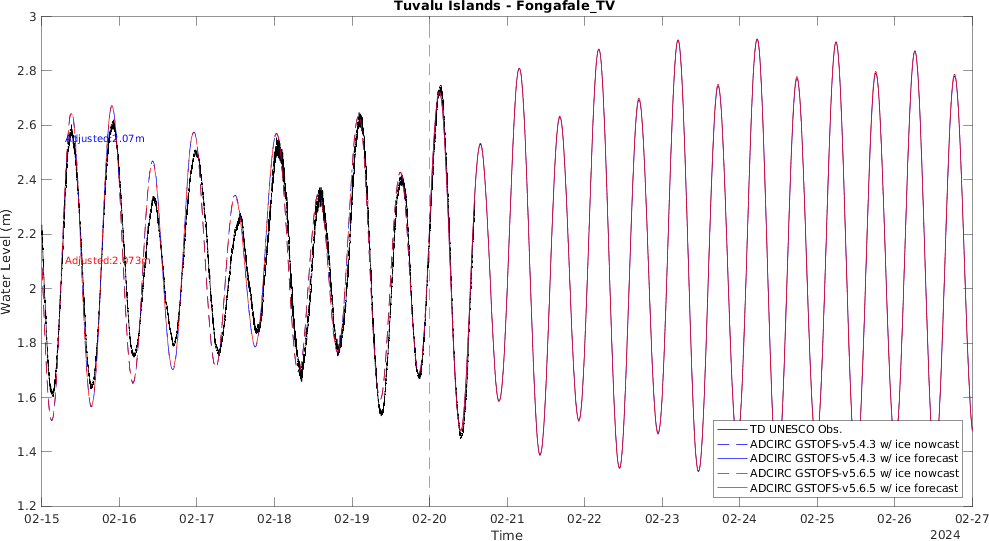 Tuvalu Islands - Fongafale_TV
3
2.8
2.6
2.4
2.2
2
1.8
1.6
1.4
1.2
Water Level (m)
Adjusted:2.07m
Adjusted:2.073m
TD UNESCO Obs.
ADCIRC GSTOFS-v5.4.3 w/ ice nowcast
ADCIRC GSTOFS-v5.4.3 w/ ice forecast
ADCIRC GSTOFS-v5.6.5 w/ ice nowcast
ADCIRC GSTOFS-v5.6.5 w/ ice forecast
02-15 02-16 02-17 02-18 02-19 02-20 02-21 02-22 02-23 02-24 02-25 02-26 02-27
Time
2024